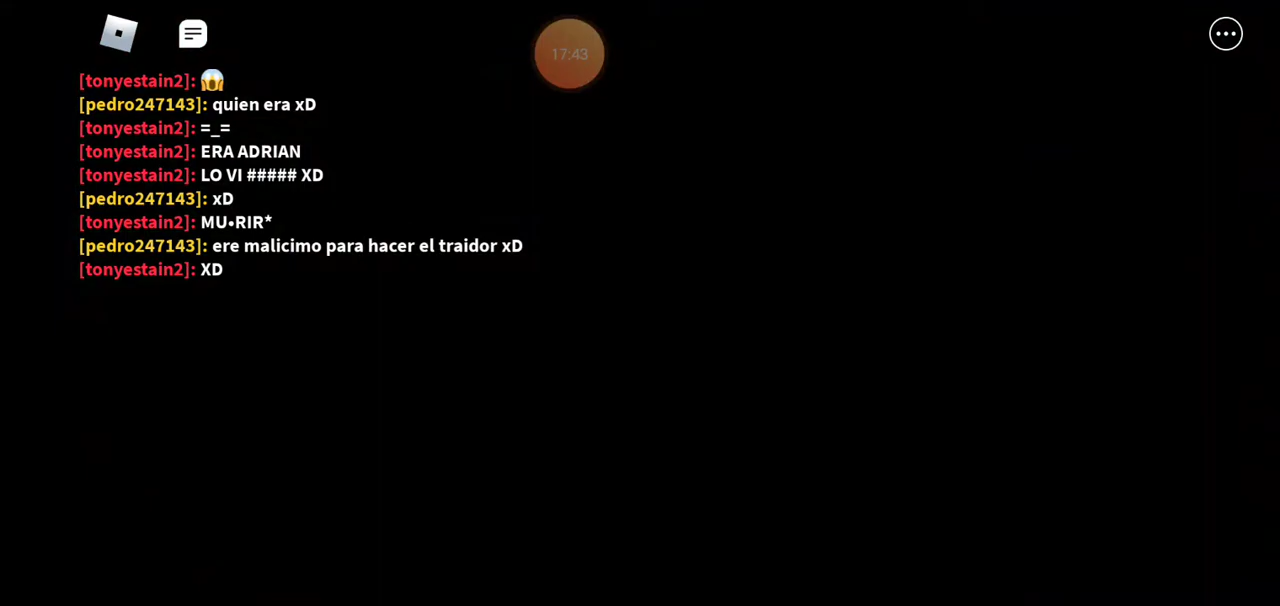 17:43
[tonyestain2]: 😱
[pedro247143]: quien era xD
[tonyestain2]: =_=
[tonyestain2]: ERA ADRIAN
[tonyestain2]: LO VI ##### XD
[pedro247143]: xD
[tonyestain2]: MU•RIR*
[pedro247143]: ere malicimo para hacer el traidor xD
[tonyestain2]: XD